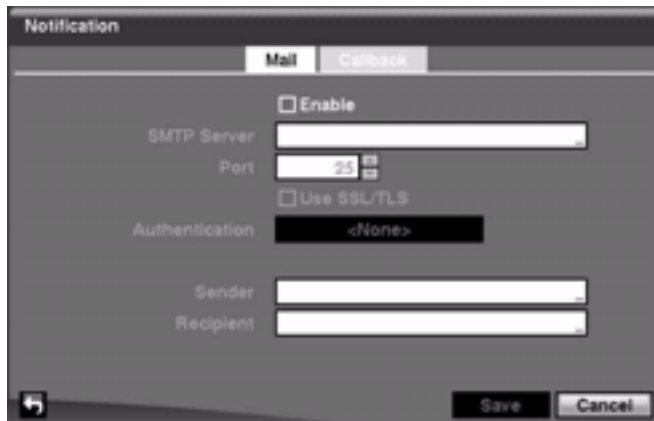 Notification
Mail Callback
Enable
SMTP Server
Port 25
Use SSL/TLS
Authentication <None>
Sender
Recipient
Save Cancel